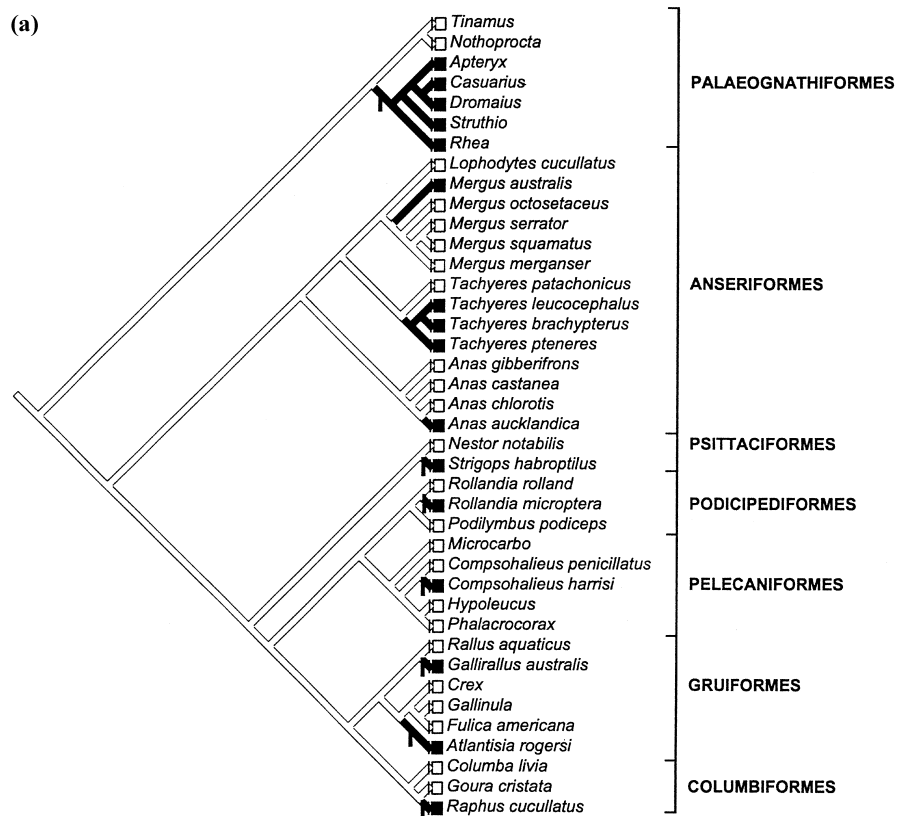 (a)
Tinamus
Nothoprocta
Apteryx
Casuarius
Dromaius
Struthio
Rhea
PALAEOGNATHIFORMES
Lophodytes cucullatus
Mergus australis
Mergus octosetaceus
Mergus serrator
Mergus squamatus
Mergus merganser
Tachyeres patachonicus
Tachyeres leucocephalus
Tachyeres brachypterus
Tachyeres pteneres
Anas gibberifrons
Anas castanea
Anas chlorotis
Anas aucklandica
ANSERIFORMES
Nestor notabilis
Strigops habroptilus
PSITTACIFORMES
Rollandia rolland
Rollandia microptera
Podilymbus podiceps
PODICIPEDIFORMES
Microcarbo
Compsohalieus penicillatus
Compsohalieus harrisi
Hypoleucus
Phalacrocorax
PELECANIFORMES
Rallus aquaticus
Gallirallus australis
Crex
Gallinula
Fulica americana
Atlantisia rogersi
GRUIFORMES
Columba livia
Goura cristata
Raphus cucullatus
COLUMBIFORMES